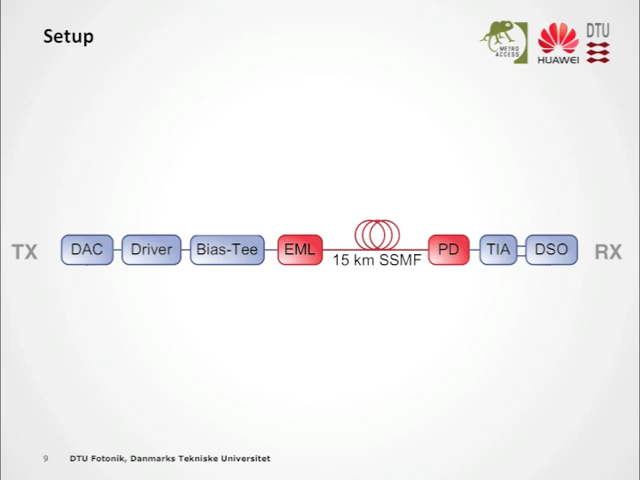 Setup
METRO
ACCESS
HUAWEI
DTU
TX
DAC
Driver
Bias-Tee
EML
15 km SSMF
PD
TIA
DSO
RX
9
DTU Fotonik, Danmarks Tekniske Universitet